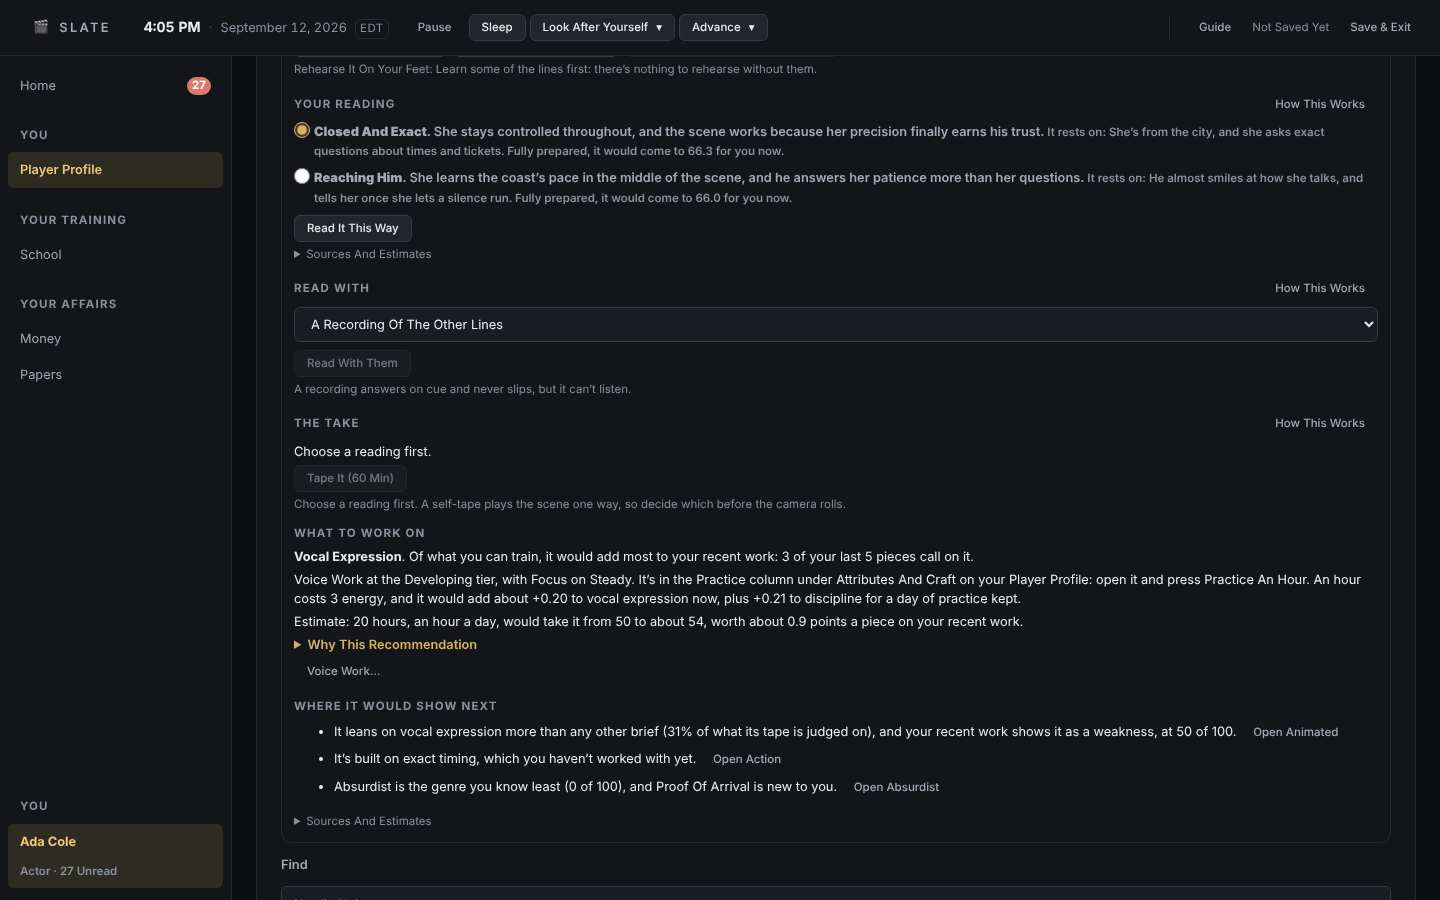 SLATE
4:05 PM · September 12, 2026 EDT
Pause
Sleep
Look After Yourself ▾
Advance ▾
Guide
Not Saved Yet
Save & Exit
Home
27
YOU
Player Profile
YOUR TRAINING
School
YOUR AFFAIRS
Money
Papers
YOU
Ada Cole
Actor · 27 Unread
Rehearse It On Your Feet: Learn some of the lines first: there’s nothing to rehearse without them.
YOUR READING
How This Works
Closed And Exact. She stays controlled throughout, and the scene works because her precision finally earns his trust. It rests on: She’s from the city, and she asks exact
questions about times and tickets. Fully prepared, it would come to 66.3 for you now.
Reaching Him. She learns the coast’s pace in the middle of the scene, and he answers her patience more than her questions. It rests on: He almost smiles at how she talks, and
tells her once she lets a silence run. Fully prepared, it would come to 66.0 for you now.
Read It This Way
Sources And Estimates
READ WITH
How This Works
A Recording Of The Other Lines
Read With Them
A recording answers on cue and never slips, but it can’t listen.
THE TAKE
How This Works
Choose a reading first.
Tape It (60 Min)
Choose a reading first. A self-tape plays the scene one way, so decide which before the camera rolls.
WHAT TO WORK ON
Vocal Expression. Of what you can train, it would add most to your recent work: 3 of your last 5 pieces call on it.
Voice Work at the Developing tier, with Focus on Steady. It’s in the Practice column under Attributes And Craft on your Player Profile: open it and press Practice An Hour. An hour
costs 3 energy, and it would add about +0.20 to vocal expression now, plus +0.21 to discipline for a day of practice kept.
Estimate: 20 hours, an hour a day, would take it from 50 to about 54, worth about 0.9 points a piece on your recent work.
Why This Recommendation
Voice Work...
WHERE IT WOULD SHOW NEXT
• It leans on vocal expression more than any other brief (31% of what its tape is judged on), and your recent work shows it as a weakness, at 50 of 100. Open Animated
• It’s built on exact timing, which you haven’t worked with yet. Open Action
• Absurdist is the genre you know least (0 of 100), and Proof Of Arrival is new to you. Open Absurdist
Sources And Estimates
Find